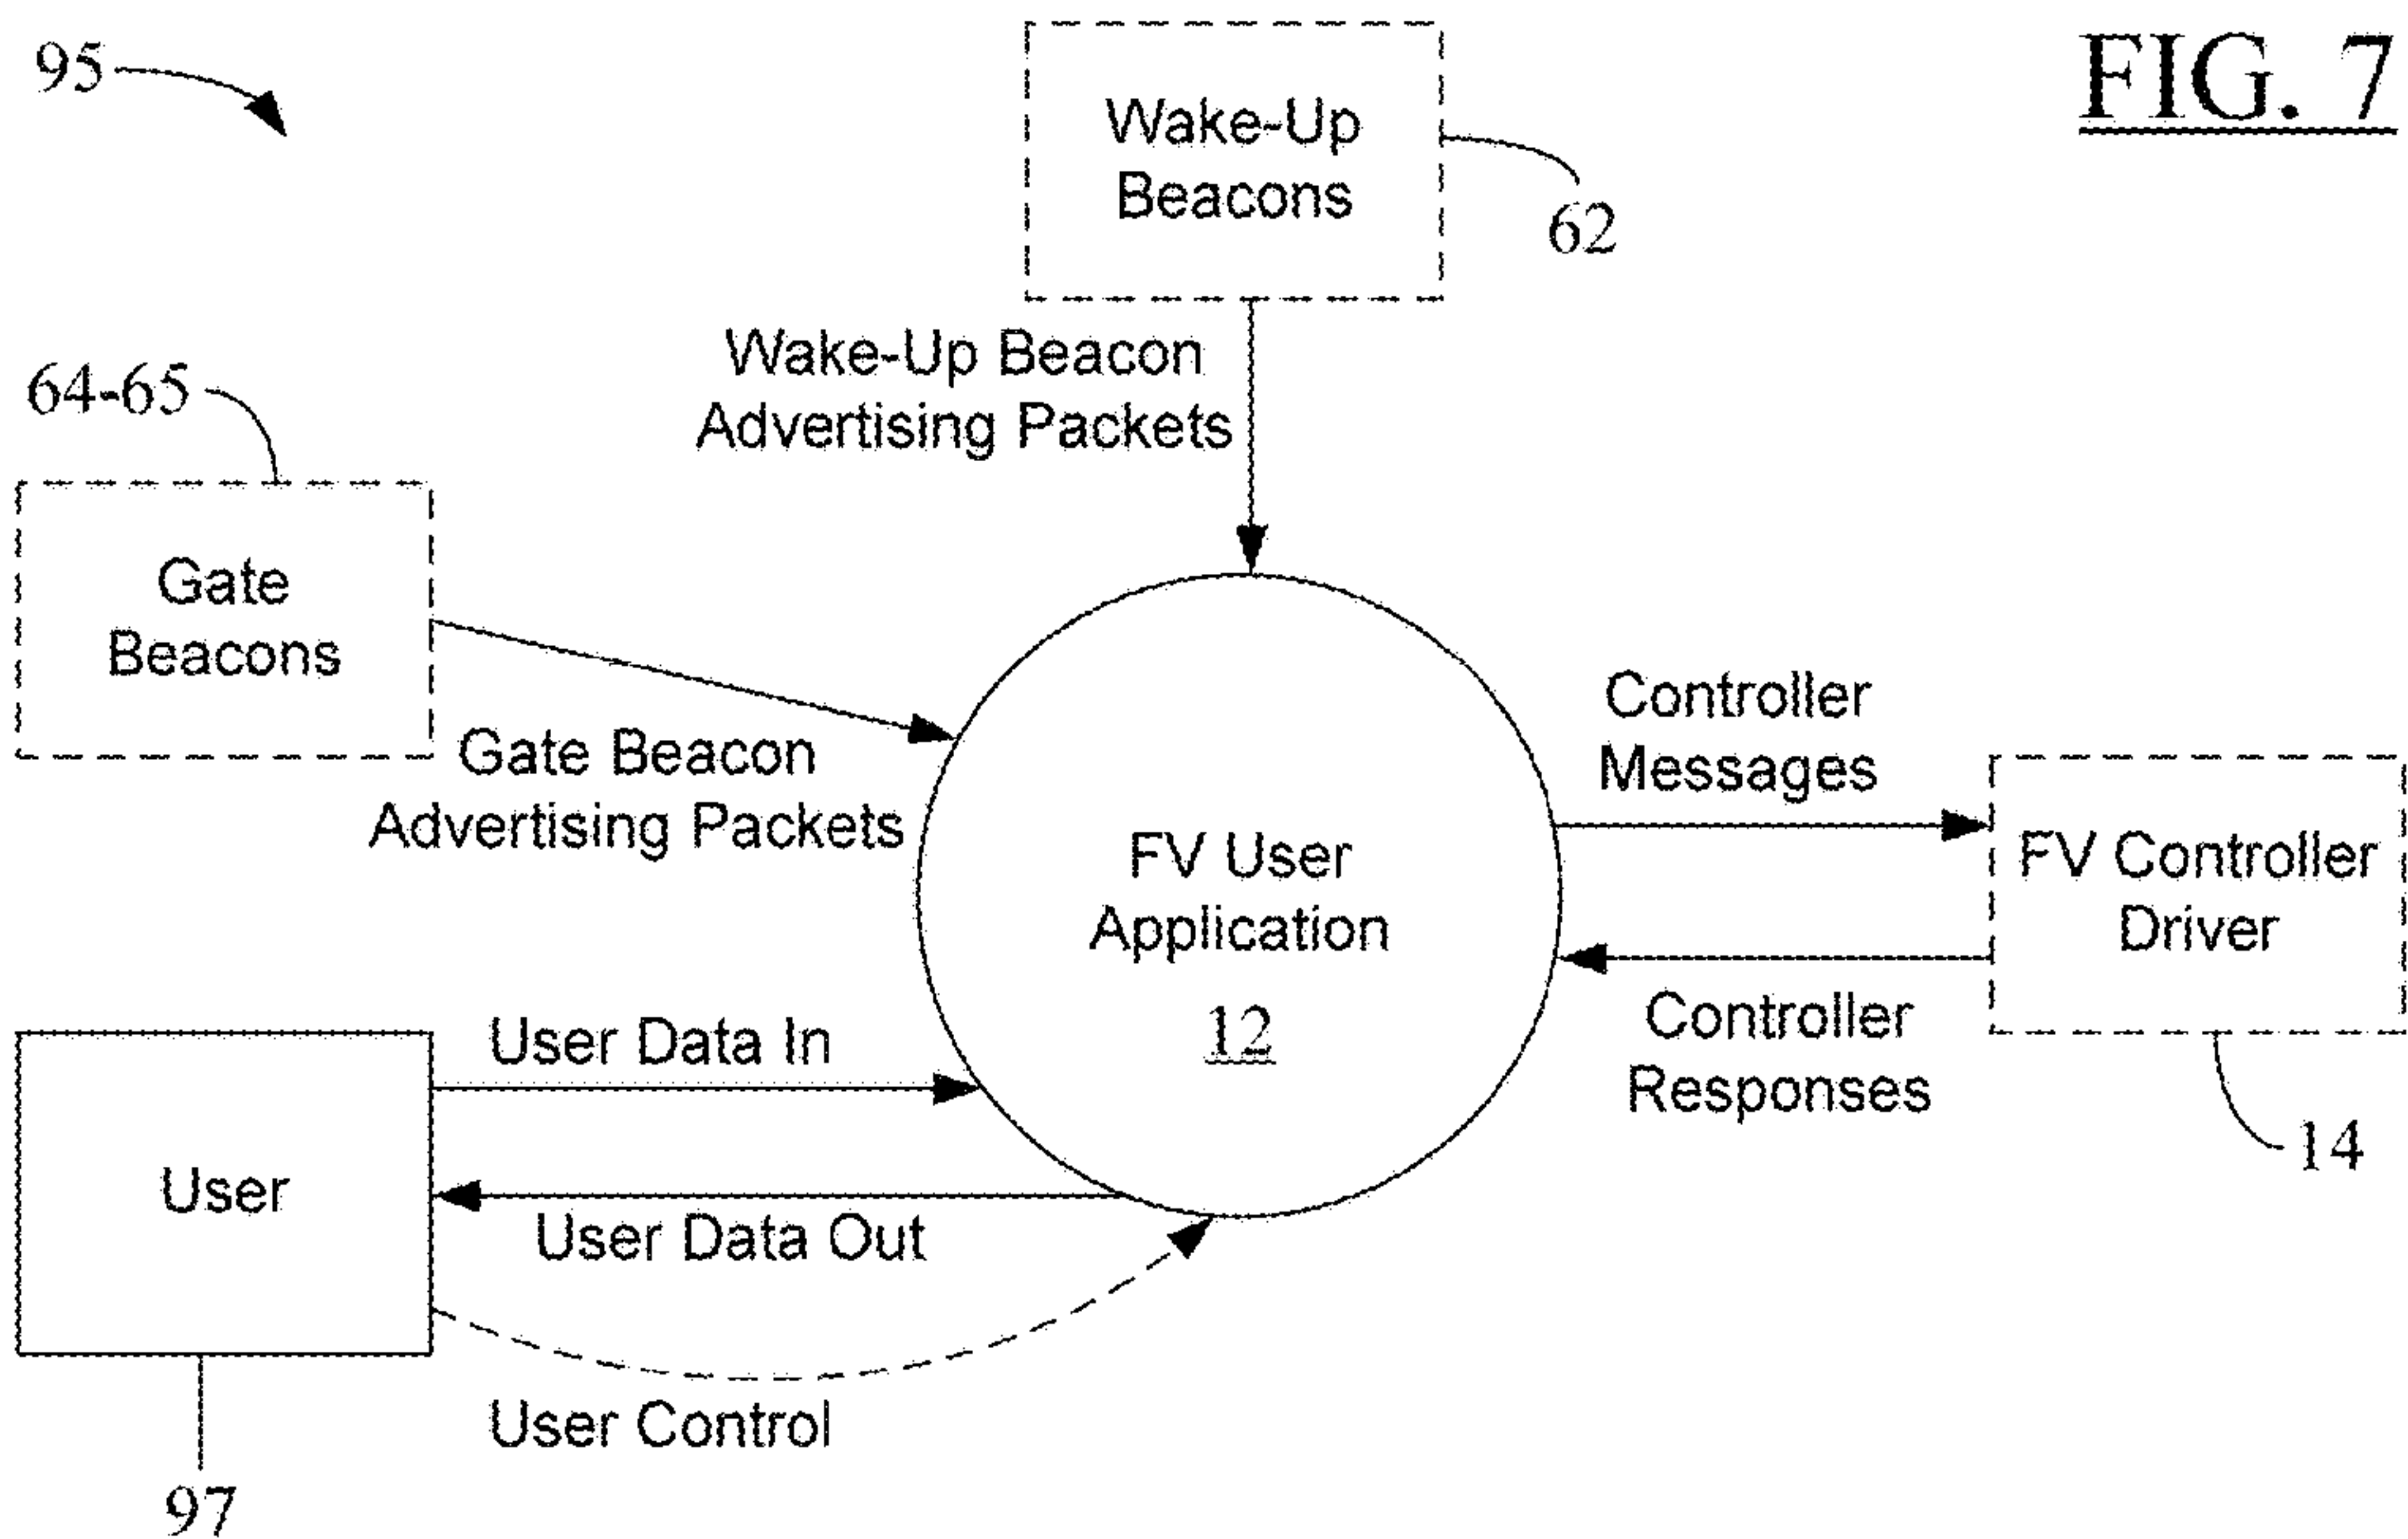 95
FIG. 7
Wake-Up
Beacons
62
Wake-Up Beacon
Advertising Packets
64-65
Gate
Beacons
Gate Beacon
Advertising Packets
Controller
Messages
FV User
Application
12
FV Controller
Driver
Controller
Responses
14
User Data In
User
User Data Out
User Control
97